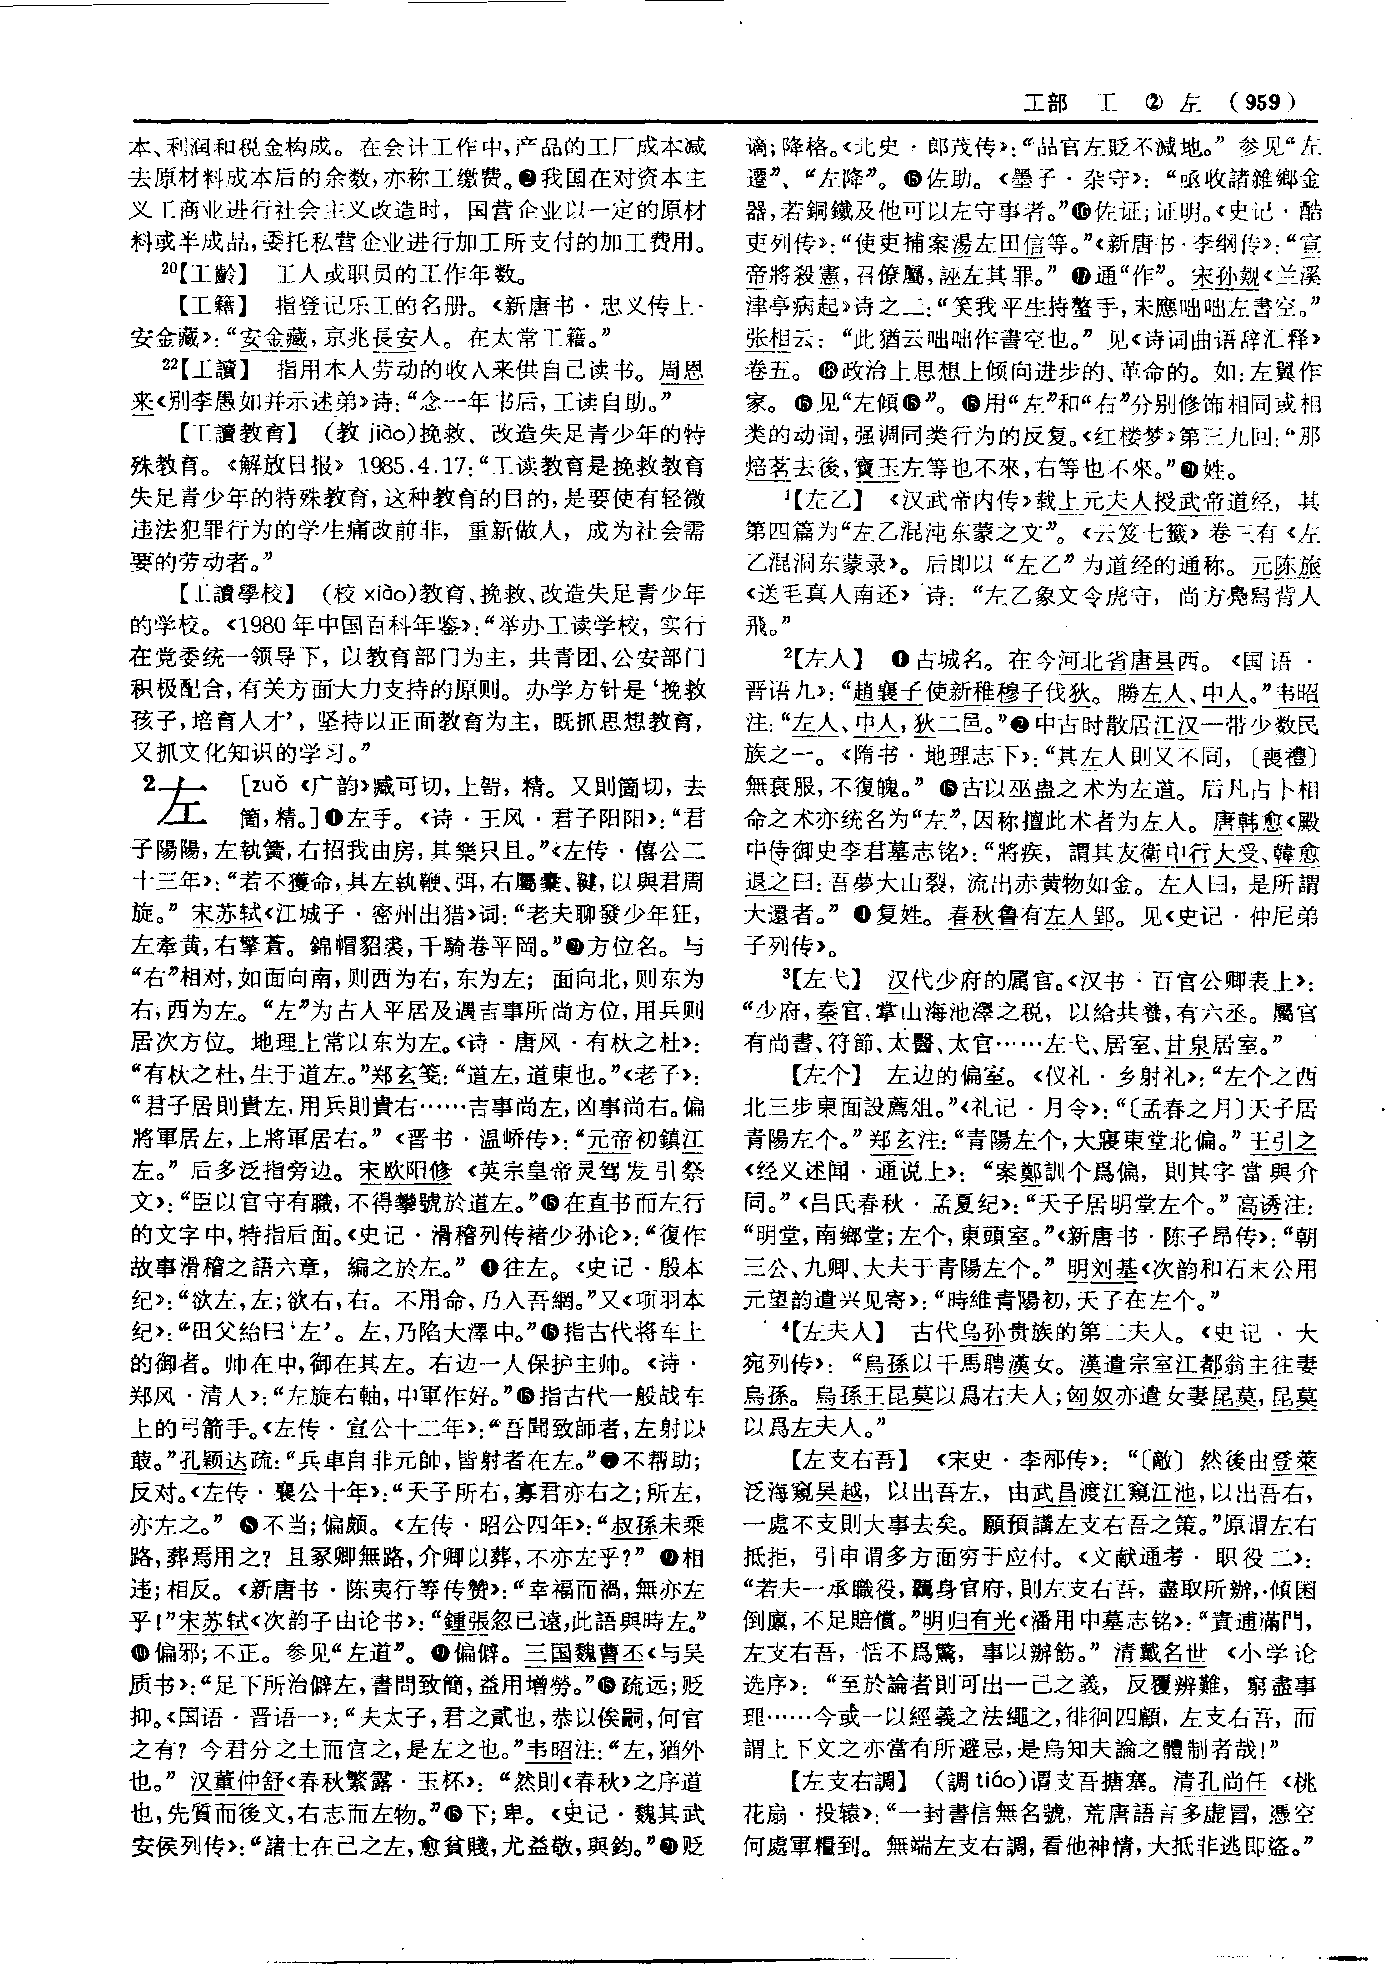 工部 工 ② 左 (959)
本、利润和税金构成。在会计工作中,产品的工厂成本减
去原材料成本后的余数,亦称工缴费。❷我国在对资本主
义工商业进行社会主义改造时，国营企业以一定的原材
料或半成品,委托私营企业进行加工所支付的加工费用。
20【工齡】 工人或职员的工作年数。
【工籍】 指登记乐工的名册。《新唐书·忠义传上·
安金藏》:“安金藏,京兆長安人。在太常工籍。”
22【工讀】 指用本人劳动的收入来供自己读书。周恩
来《别李愚如并示述弟》诗:“念一年书后,工读自助。”
【工讀教育】 (教 jiào)挽救、改造失足青少年的特
殊教育。《解放日报》1985.4.17:“工读教育是挽救教育
失足青少年的特殊教育,这种教育的目的,是要使有轻微
违法犯罪行为的学生痛改前非，重新做人，成为社会需
要的劳动者。”
【工讀學校】 (校 xiào)教育、挽救、改造失足青少年
的学校。《1980年中国百科年鉴》:“举办工读学校，实行
在党委统一领导下，以教育部门为主，共青团、公安部门
积极配合,有关方面大力支持的原则。办学方针是‘挽救
孩子,培育人才’，坚持以正面教育为主，既抓思想教育,
又抓文化知识的学习。”
2左 [zuǒ《广韵》臧可切,上哿，精。又則箇切，去
箇,精。]❶左手。《诗·王风·君子阳阳》:“君
子陽陽,左執簧,右招我由房,其樂只且。”《左传·僖公二
十三年》:“若不獲命,其左執鞭、弭,右屬櫜、鞬,以與君周
旋。”宋苏轼《江城子·密州出猎》词:“老夫聊發少年狂,
左牽黄,右擎蒼。錦帽貂裘,千騎卷平岡。”❷方位名。与
“右”相对,如面向南,则西为右,东为左；面向北,则东为
右,西为左。“左”为古人平居及遇吉事所尚方位,用兵则
居次方位。地理上常以东为左。《诗·唐风·有杕之杜》:
“有杕之杜,生于道左。”郑玄笺:“道左,道東也。”《老子》:
“君子居則貴左,用兵則貴右……吉事尚左,凶事尚右。偏
將軍居左,上將軍居右。”《晋书·温峤传》:“元帝初鎮江
左。”后多泛指旁边。宋欧阳修《英宗皇帝灵驾发引祭
文》:“臣以官守有職,不得攀號於道左。”❸在直书而左行
的文字中,特指后面。《史记·滑稽列传褚少孙论》:“復作
故事滑稽之語六章，編之於左。”❹往左。《史记·殷本
纪》:“欲左,左;欲右,右。不用命,乃入吾網。”又《项羽本
纪》:“田父紿曰‘左’。左,乃陷大澤中。”❺指古代将车上
的御者。帅在中,御在其左。右边一人保护主帅。《诗·
郑风·清人》:“左旋右軸,中軍作好。”❻指古代一般战车
上的弓箭手。《左传·宣公十二年》:“吾聞致師者,左射以
菆。”孔颖达疏:“兵車自非元帥,皆射者在左。”❼不帮助;
反对。《左传·襄公十年》:“天子所右,寡君亦右之;所左,
亦左之。”❽不当;偏颇。《左传·昭公四年》:“叔孫未乘
路,葬焉用之？且冢卿無路,介卿以葬,不亦左乎?”❾相
违;相反。《新唐书·陈夷行等传赞》:“幸福而禍,無亦左
乎!”宋苏轼《次韵子由论书》:“鍾張忽已遠,此語與時左。”
❿偏邪;不正。参见“左道”。⓫偏僻。三国魏曹丕《与吴
质书》:“足下所治僻左,書問致簡,益用增勞。”⓬疏远;贬
抑。《国语·晋语一》:“夫太子,君之貳也,恭以俟嗣,何官
之有？今君分之土而官之,是左之也。”韦昭注:“左,猶外
也。”汉董仲舒《春秋繁露·玉杯》:“然則《春秋》之序道
也,先質而後文,右志而左物。”⓭下;卑。《史记·魏其武
安侯列传》:“諸士在己之左,愈貧賤,尤益敬,與鈞。”⓮贬
谪;降格。《北史·郎茂传》:“品官左貶不減地。”参见“左
遷”、“左降”。⓯佐助。《墨子·杂守》:“亟收諸雜鄉金
器,若銅鐵及他可以左守事者。”⓰佐证;证明。《史记·酷
吏列传》:“使吏捕案湯左田信等。”《新唐书·李纲传》:“宣
帝將殺憲,召僚屬,誣左其罪。”⓱通“作”。宋孙觌《兰溪
津亭病起》诗之二:“笑我平生持螯手,未應咄咄左書空。”
张相云:“此猶云咄咄作書空也。”见《诗词曲语辞汇释》
卷五。⓲政治上思想上倾向进步的、革命的。如:左翼作
家。⓳见“左傾❸”。⓴用“左”和“右”分别修饰相同或相
类的动词,强调同类行为的反复。《红楼梦》第三九回:“那
焙茗去後,寶玉左等也不來,右等也不來。”㉑姓。
1【左乙】《汉武帝内传》载上元夫人授武帝道经，其
第四篇为“左乙混沌东蒙之文”。《云笈七籤》卷三有《左
乙混洞东蒙录》。后即以“左乙”为道经的通称。元陈旅
《送毛真人南还》诗:“左乙象文令虎守，尚方鳧舄背人
飛。”
2【左人】 ❶古城名。在今河北省唐县西。《国语·
晋语九》:“趙襄子使新稚穆子伐狄。勝左人、中人。”韦昭
注:“左人、中人,狄二邑。”❷中古时散居江汉一带少数民
族之一。《隋书·地理志下》:“其左人則又不同,〔喪禮〕
無衰服,不復魄。”❸古以巫蛊之术为左道。后凡占卜相
命之术亦统名为“左”,因称擅此术者为左人。唐韩愈《殿
中侍御史李君墓志铭》:“將疾，謂其友衛中行大受、韓愈
退之曰:吾夢大山裂，流出赤黄物如金。左人曰，是所謂
大還者。”❹复姓。春秋鲁有左人郢。见《史记·仲尼弟
子列传》。
3【左弋】 汉代少府的属官。《汉书·百官公卿表上》:
“少府,秦官,掌山海池澤之税，以給共養,有六丞。屬官
有尚書、符節、太醫、太官……左弋、居室、甘泉居室。”
【左个】 左边的偏室。《仪礼·乡射礼》:“左个之西
北三步東面設薦俎。”《礼记·月令》:“〔孟春之月〕天子居
青陽左个。”郑玄注:“青陽左个,大寢東堂北偏。”王引之
《经义述闻·通说上》:“案鄭訓个爲偏，則其字當與介
同。”《吕氏春秋·孟夏纪》:“天子居明堂左个。”高诱注:
“明堂,南鄉堂;左个,東頭室。”《新唐书·陈子昂传》:“朝
三公、九卿、大夫于青陽左个。”明刘基《次韵和石末公用
元望韵遣兴见寄》:“時維青陽初,天子在左个。”
4【左夫人】 古代乌孙贵族的第二夫人。《史记·大
宛列传》:“烏孫以千馬聘漢女。漢遣宗室江都翁主往妻
烏孫。烏孫王昆莫以爲右夫人;匈奴亦遣女妻昆莫,昆莫
以爲左夫人。”
【左支右吾】《宋史·李邴传》:“〔敵〕然後由登萊
泛海窺吴越，以出吾左，由武昌渡江窺江池,以出吾右,
一處不支則大事去矣。願預講左支右吾之策。”原谓左右
抵拒，引申谓多方面穷于应付。《文献通考·职役二》:
“若夫一承職役,羈身官府,則左支右吾，盡取所辦,傾囷
倒廩,不足賠償。”明归有光《潘用中墓志铭》:“責逋滿門,
左支右吾，恬不爲驚，事以辦飭。”清戴名世《小学论
选序》:“至於論者則可出一己之義，反覆辨難，窮盡事
理……今或一以經義之法繩之,徘徊四顧，左支右吾，而
謂上下文之亦當有所避忌,是烏知夫論之體制者哉!”
【左支右調】 (調 tiáo)谓支吾搪塞。清孔尚任《桃
花扇·投辕》:“一封書信無名號，荒唐語言多虚冒，憑空
何處軍糧到。無端左支右調,看他神情,大抵非逃即盜。”